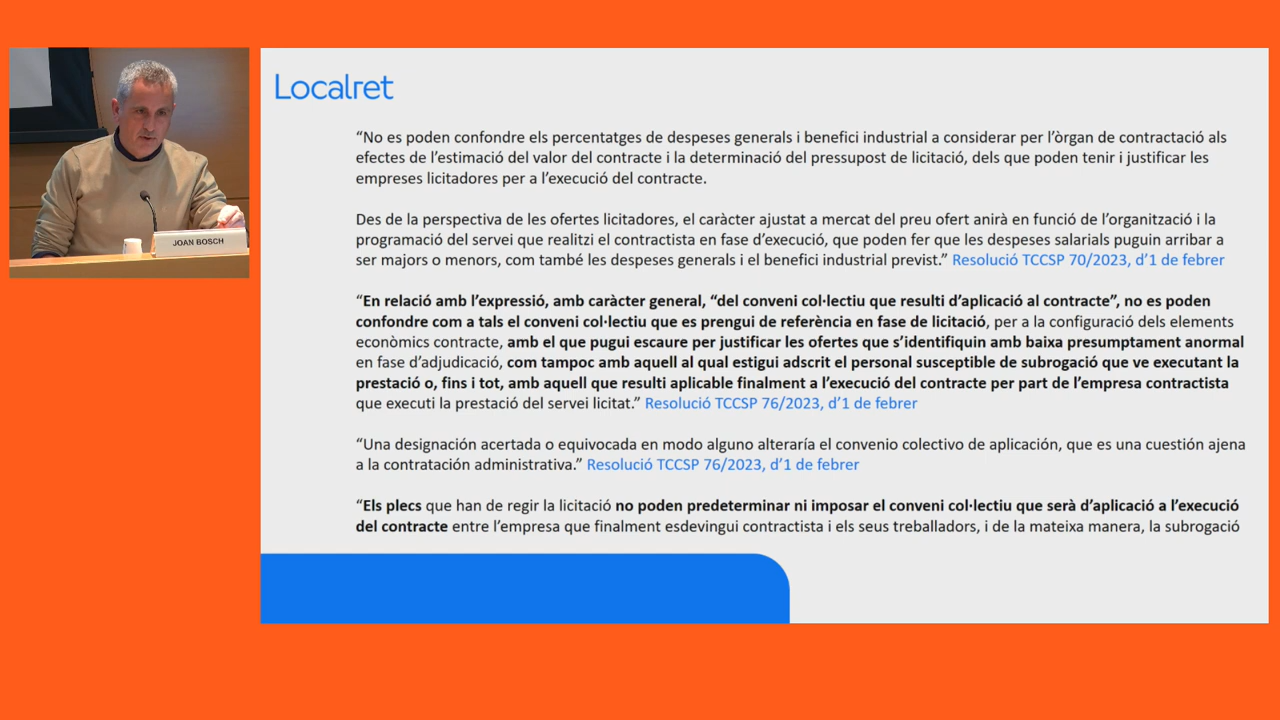 JOAN BOSCH
Localret
“No es poden confondre els percentatges de despeses generals i benefici industrial a considerar per l’òrgan de contractació als
efectes de l’estimació del valor del contracte i la determinació del pressupost de licitació, dels que poden tenir i justificar les
empreses licitadores per a l’execució del contracte.
Des de la perspectiva de les ofertes licitadores, el caràcter ajustat a mercat del preu ofert anirà en funció de l’organització i la
programació del servei que realitzi el contractista en fase d’execució, que poden fer que les despeses salarials puguin arribar a
ser majors o menors, com també les despeses generals i el benefici industrial previst.” Resolució TCCSP 70/2023, d’1 de febrer
“En relació amb l’expressió, amb caràcter general, “del conveni col·lectiu que resulti d’aplicació al contracte”, no es poden
confondre com a tals el conveni col·lectiu que es prengui de referència en fase de licitació, per a la configuració dels elements
econòmics contracte, amb el que pugui escaure per justificar les ofertes que s’identifiquin amb baixa presumptament anormal
en fase d’adjudicació, com tampoc amb aquell al qual estigui adscrit el personal susceptible de subrogació que ve executant la
prestació o, fins i tot, amb aquell que resulti aplicable finalment a l’execució del contracte per part de l’empresa contractista
que executi la prestació del servei licitat.” Resolució TCCSP 76/2023, d’1 de febrer
“Una designación acertada o equivocada en modo alguno alteraría el convenio colectivo de aplicación, que es una cuestión ajena
a la contratación administrativa.” Resolució TCCSP 76/2023, d’1 de febrer
“Els plecs que han de regir la licitació no poden predeterminar ni imposar el conveni col·lectiu que serà d’aplicació a l’execució
del contracte entre l’empresa que finalment esdevingui contractista i els seus treballadors, i de la mateixa manera, la subrogació